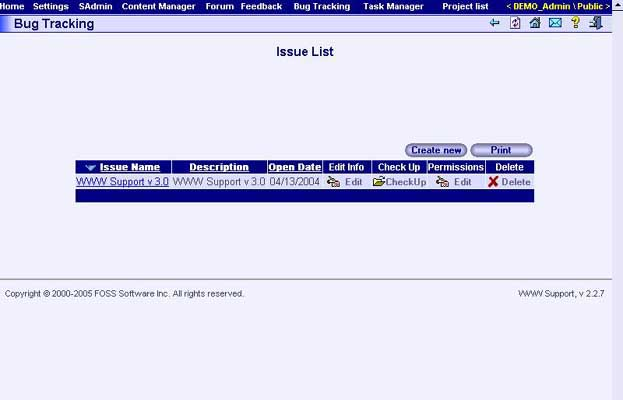 Home Settings SAdmin Content Manager Forum Feedback Bug Tracking Task Manager Project list < DEMO_Admin \ Public >
Bug Tracking
Issue List
Create new Print
Issue Name Description Open Date Edit Info Check Up Permissions Delete
WWW Support v 3.0 WWW Support v 3.0 04/13/2004 Edit CheckUp Edit Delete
Copyright © 2000-2005 FOSS Software Inc. All rights reserved. WWW Support, v 2.2.7